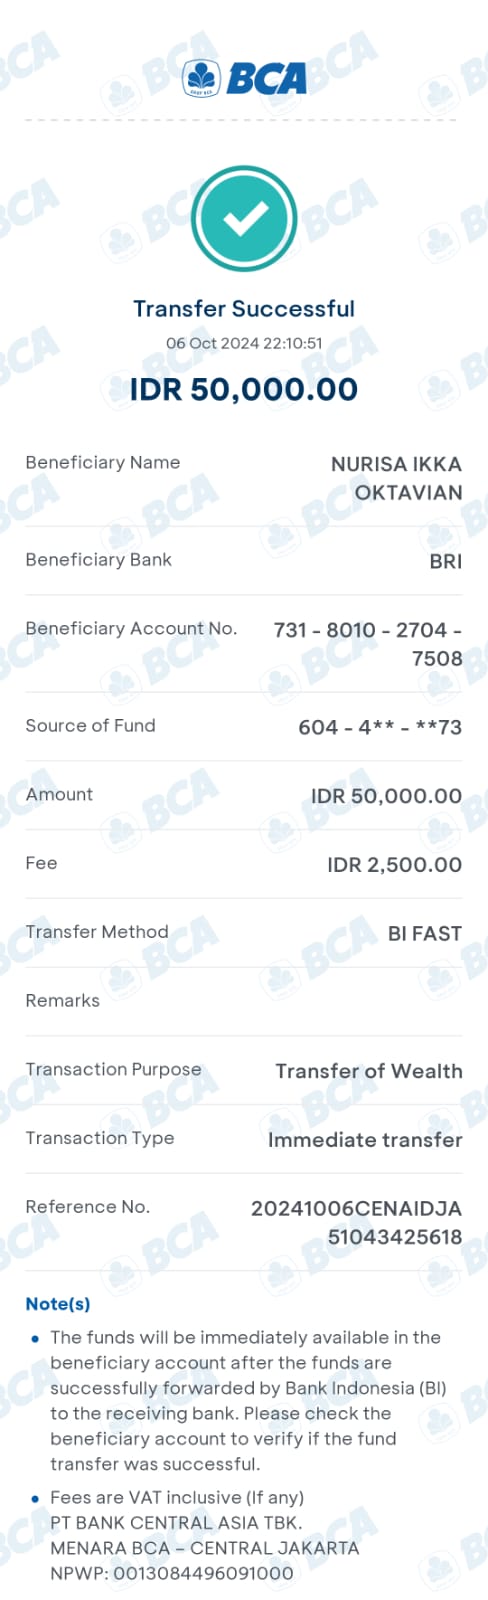 BCA
Transfer Successful
06 Oct 2024 22:10:51
IDR 50,000.00
Beneficiary Name
NURISA IKKA
OKTAVIAN
Beneficiary Bank
BRI
Beneficiary Account No.
731 - 8010 - 2704 -
7508
Source of Fund
604 - 4** - **73
Amount
IDR 50,000.00
Fee
IDR 2,500.00
Transfer Method
BI FAST
Remarks
Transaction Purpose
Transfer of Wealth
Transaction Type
Immediate transfer
Reference No.
20241006CENAIDJA
51043425618
Note(s)
• The funds will be immediately available in the
beneficiary account after the funds are
successfully forwarded by Bank Indonesia (BI)
to the receiving bank. Please check the
beneficiary account to verify if the fund
transfer was successful.
• Fees are VAT inclusive (If any)
PT BANK CENTRAL ASIA TBK.
MENARA BCA – CENTRAL JAKARTA
NPWP: 0013084496091000